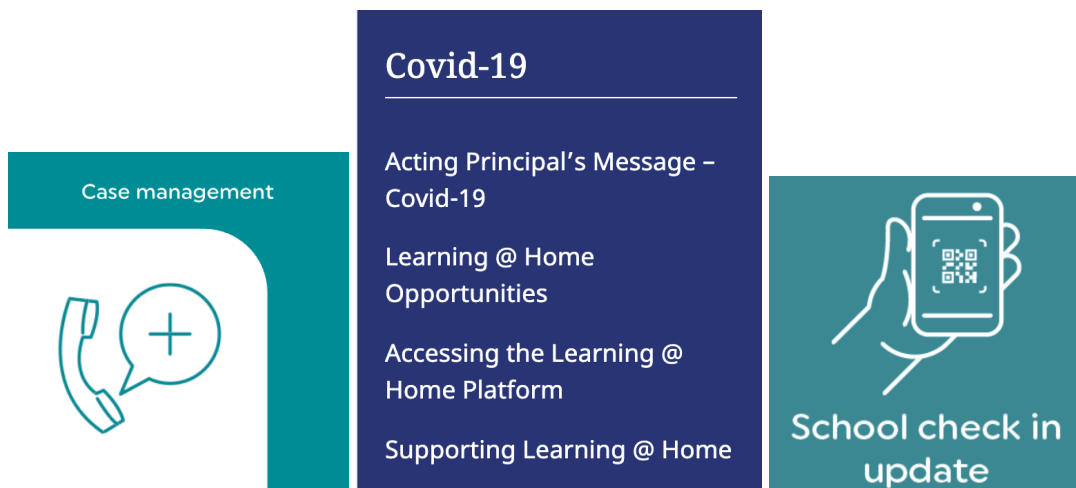 Case management
Covid-19
Acting Principal’s Message –
Covid-19
Learning @ Home
Opportunities
Accessing the Learning @
Home Platform
Supporting Learning @ Home
School check in
update